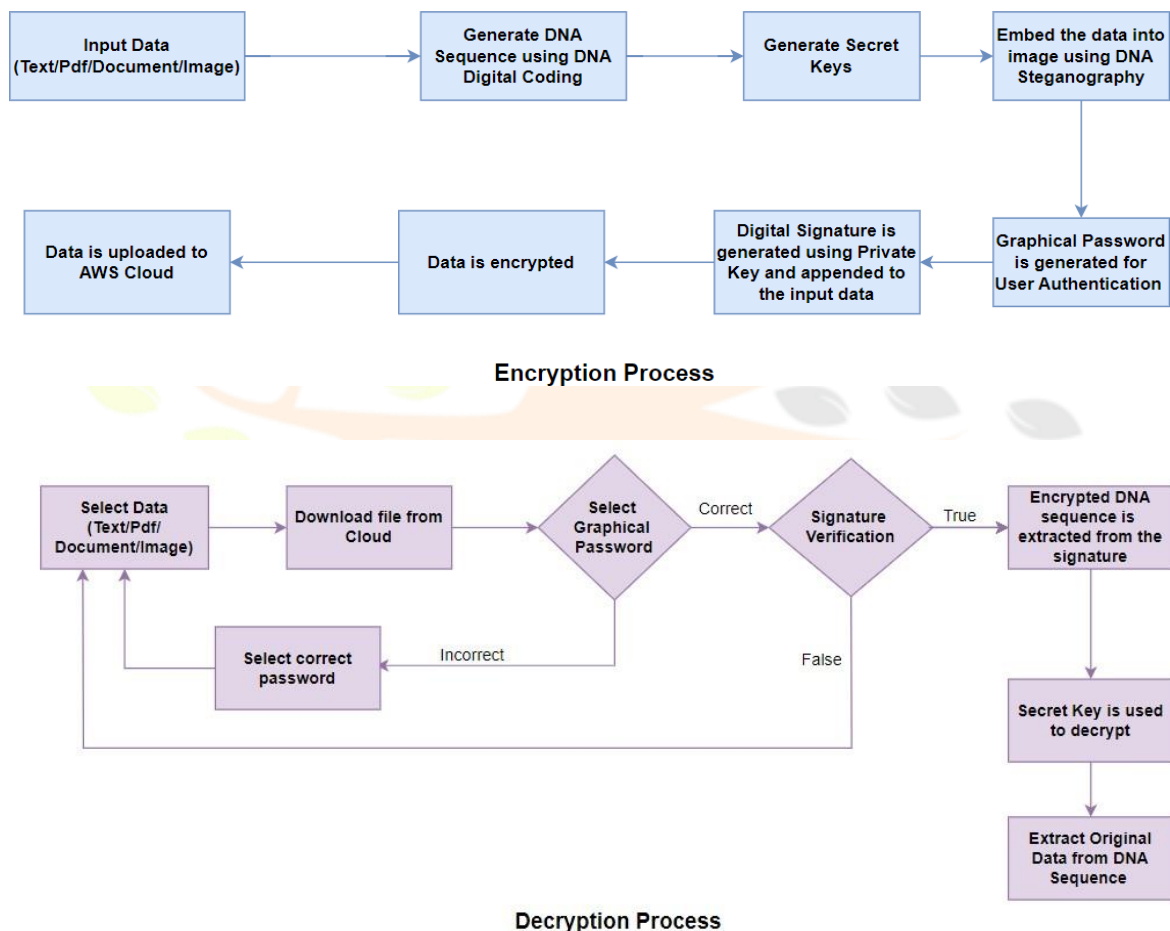 Input Data
(Text/Pdf/Document/Image)
Generate DNA
Sequence using DNA
Digital Coding
Generate Secret
Keys
Embed the data into
image using DNA
Steganography
Graphical Password
is generated for
User Authentication
Digital Signature is
generated using Private
Key and appended to
the input data
Data is encrypted
Data is uploaded to
AWS Cloud
Encryption Process
Select Data
(Text/Pdf/
Document/Image)
Download file from
Cloud
Select
Graphical
Password
Correct
Signature
Verification
True
Encrypted DNA
sequence is
extracted from the
signature
Incorrect
Select correct
password
False
Secret Key is used
to decrypt
Extract Original
Data from DNA
Sequence
Decryption Process